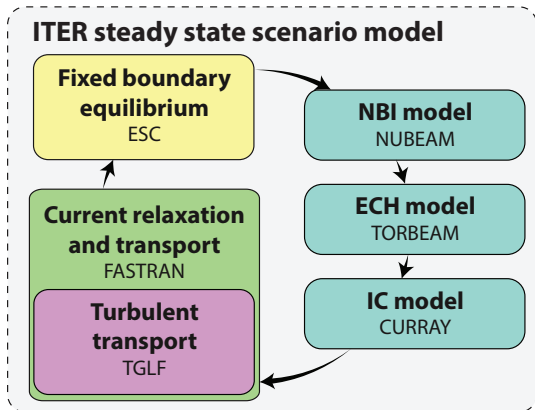 ITER steady state scenario model
Fixed boundary
equilibrium
ESC
NBI model
NUBEAM
ECH model
TORBEAM
IC model
CURRAY
Current relaxation
and transport
FASTRAN
Turbulent
transport
TGLF